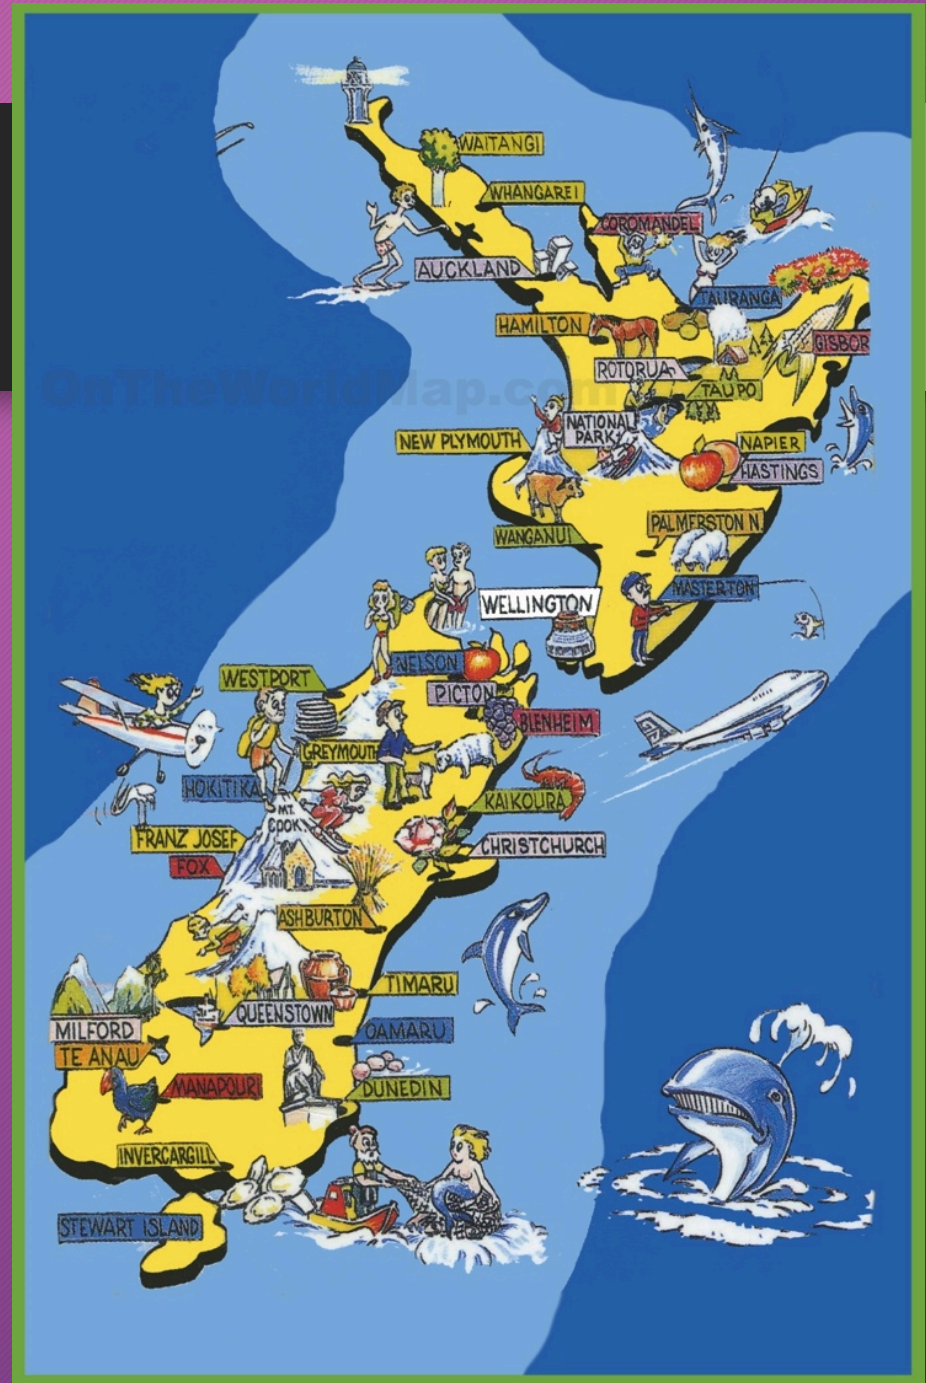 WAITANGI
WHANGAREI
COROMANDEL
AUCKLAND
TAURANGA
HAMILTON
GISBOR
ROTORUA
OnTheWorldMap.com
TAUPO
NATIONAL
PARK
NEW PLYMOUTH
NAPIER
HASTINGS
PALMERSTON N.
WANGANUI
MASTERTON
WELLINGTON
NELSON
WESTPORT
PICTON
BLENHEIM
GREYMOUTH
HOKITIKA
KAIKOURA
MT.
COOK
FRANZ JOSEF
CHRISTCHURCH
FOX
ASHBURTON
TIMARU
QUEENSTOWN
MILFORD
OAMARU
TE ANAU
MANAPOURI
DUNEDIN
INVERCARGILL
STEWART ISLAND